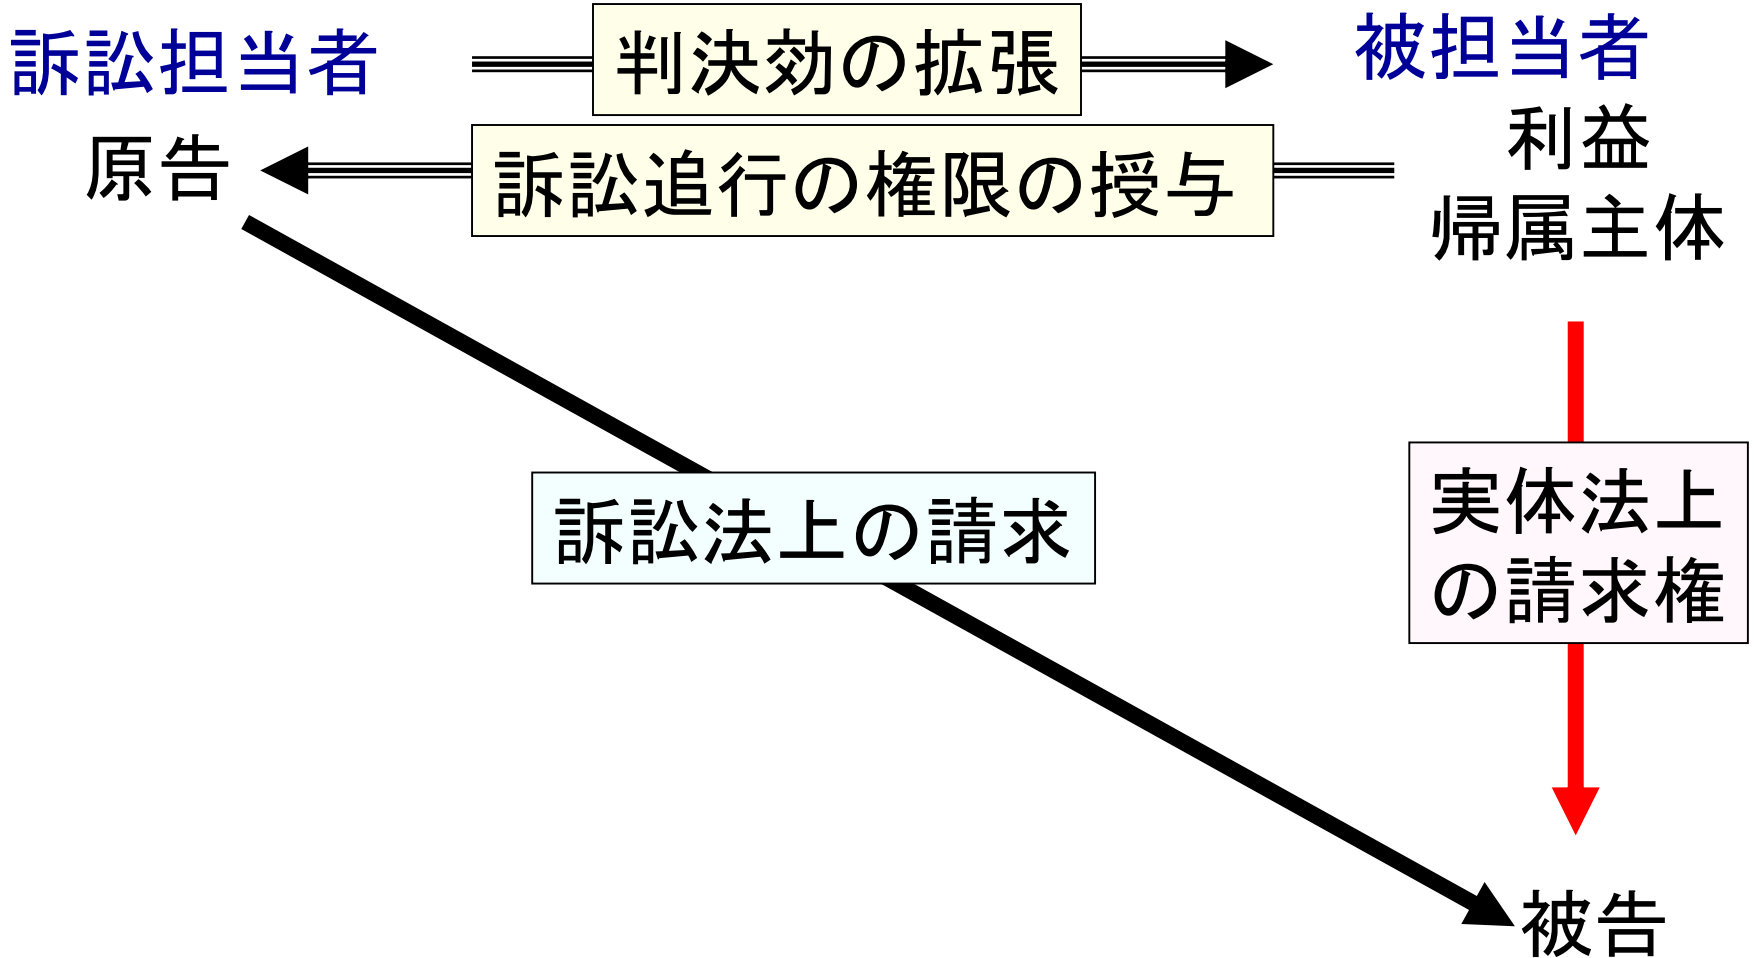 訴訟担当者
判決効の拡張
被担当者
原告
訴訟追行の権限の授与
利益
帰属主体
訴訟法上の請求
実体法上
の請求権
被告